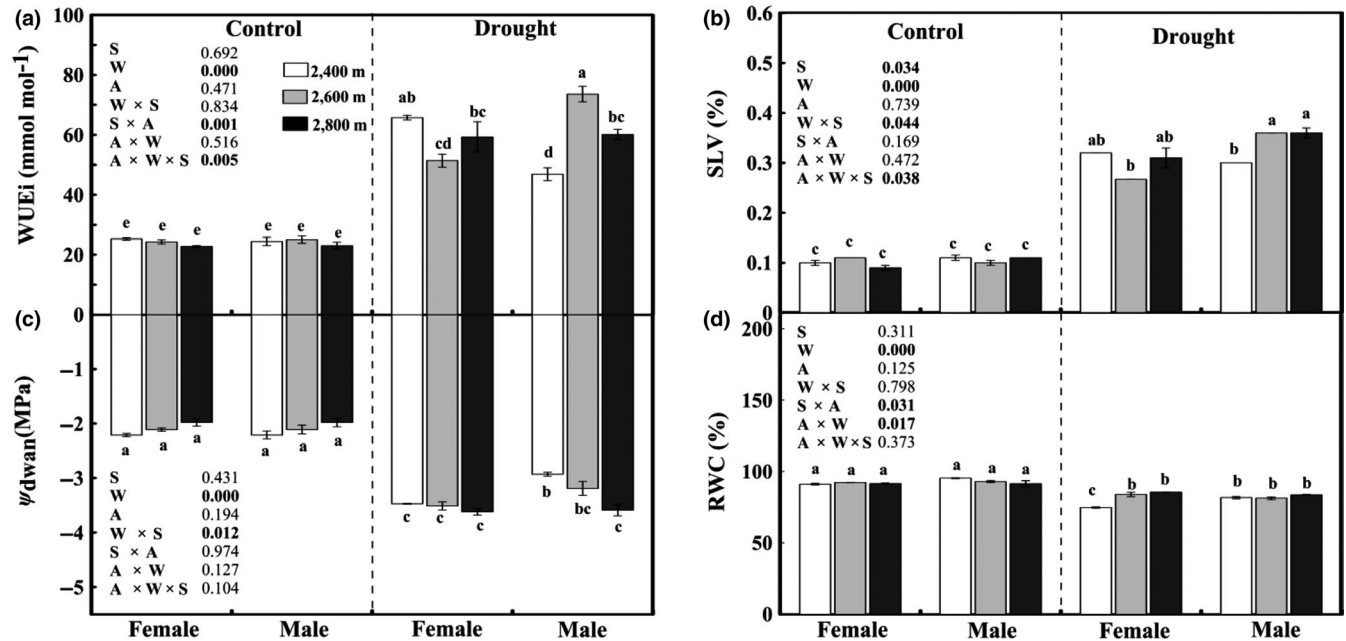 (a)
Control
Drought
WUEi (mmol mol-1)
100
80
60
40
20
0
S 0.692
W 0.000
A 0.471
W × S 0.834
S × A 0.001
A × W 0.516
A × W × S 0.005
2,400 m
2,600 m
2,800 m
e e e e e e ab cd bc d a bc
(b)
Control
Drought
SLV (%)
0.6
0.5
0.4
0.3
0.2
0.1
0
S 0.034
W 0.000
A 0.739
W × S 0.044
S × A 0.169
A × W 0.472
A × W × S 0.038
c c c c c c ab b ab b a a
(c)
ψdwan(MPa)
−2
−3
−4
−5
a a a a a a c c c b bc c
S 0.431
W 0.000
A 0.194
W × S 0.012
S × A 0.974
A × W 0.127
A × W × S 0.104
Female Male Female Male
(d)
RWC (%)
200
150
100
50
0
S 0.311
W 0.000
A 0.125
W × S 0.798
S × A 0.031
A × W 0.017
A × W × S 0.373
a a a a a a c b b b b b
Female Male Female Male